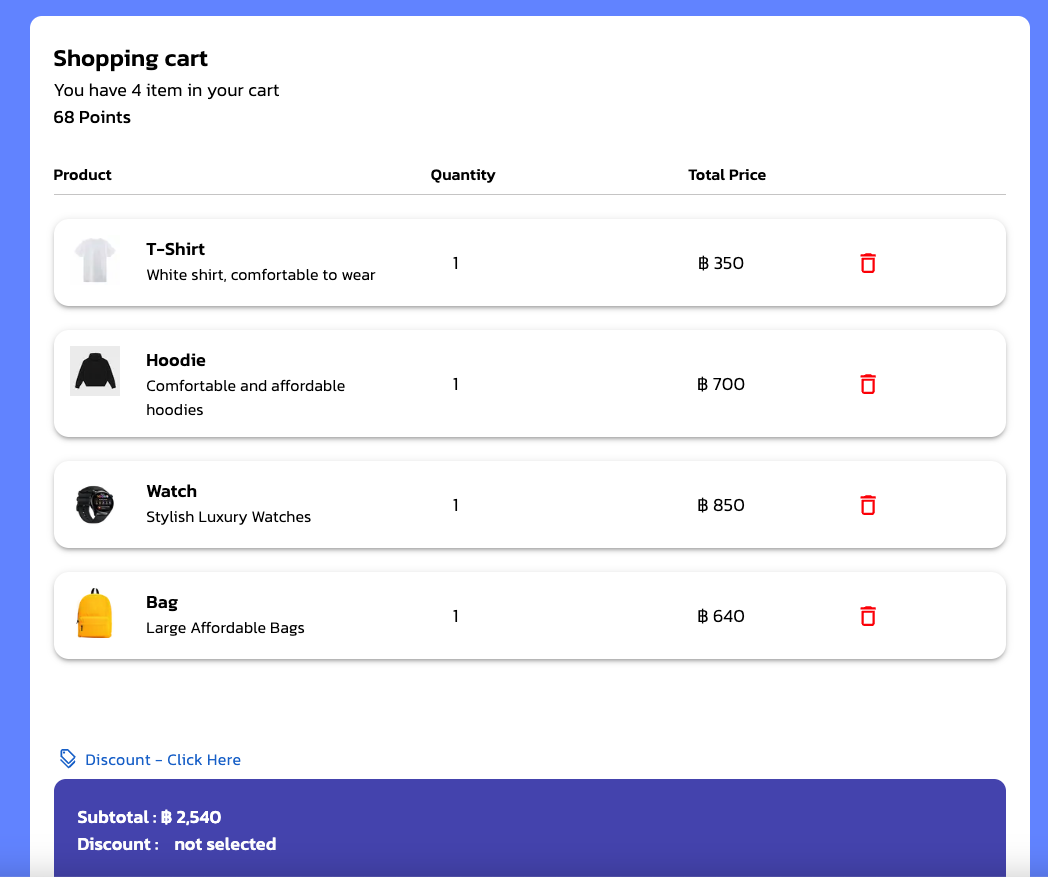 Shopping cart
You have 4 item in your cart
68 Points
Product Quantity Total Price
T-Shirt
White shirt, comfortable to wear
1 ฿ 350
Hoodie
Comfortable and affordable
hoodies
1 ฿ 700
Watch
Stylish Luxury Watches
1 ฿ 850
Bag
Large Affordable Bags
1 ฿ 640
Discount - Click Here
Subtotal : ฿ 2,540
Discount : not selected